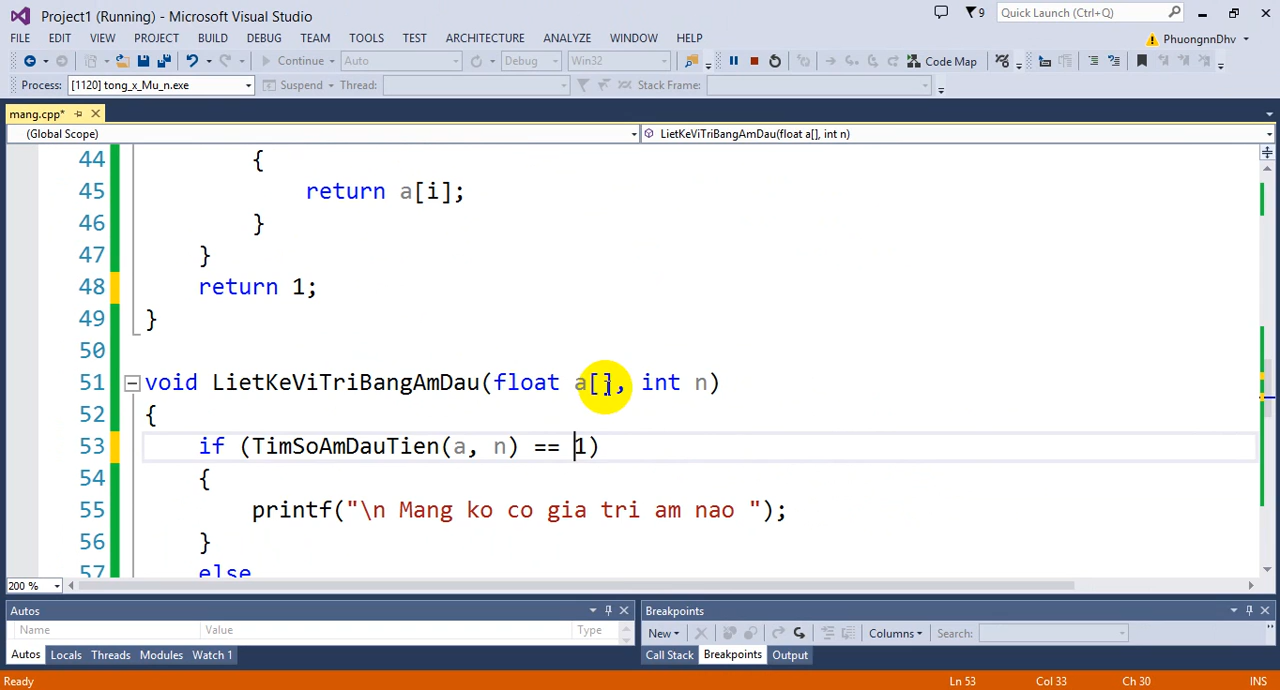 Project1 (Running) - Microsoft Visual Studio
9
Quick Launch (Ctrl+Q)
FILE EDIT VIEW PROJECT BUILD DEBUG TEAM TOOLS TEST ARCHITECTURE ANALYZE WINDOW HELP
PhuongnnDhv
Continue Auto Debug Win32 Code Map
Process: [1120] tong_x_Mu_n.exe Suspend Thread: Stack Frame:
mang.cpp*
(Global Scope) LietKeViTriBangAmDau(float a[], int n)
44 {
45 return a[i];
46 }
47 }
48 return 1;
49 }
50
51 void LietKeViTriBangAmDau(float a[], int n)
52 {
53 if (TimSoAmDauTien(a, n) == 1)
54 {
55 printf("\n Mang ko co gia tri am nao ");
56 }
57 else
200 %
Autos
Name Value Type
Autos Locals Threads Modules Watch 1
Breakpoints
New Columns Search:
Call Stack Breakpoints Output
Ready Ln 53 Col 33 Ch 30 INS